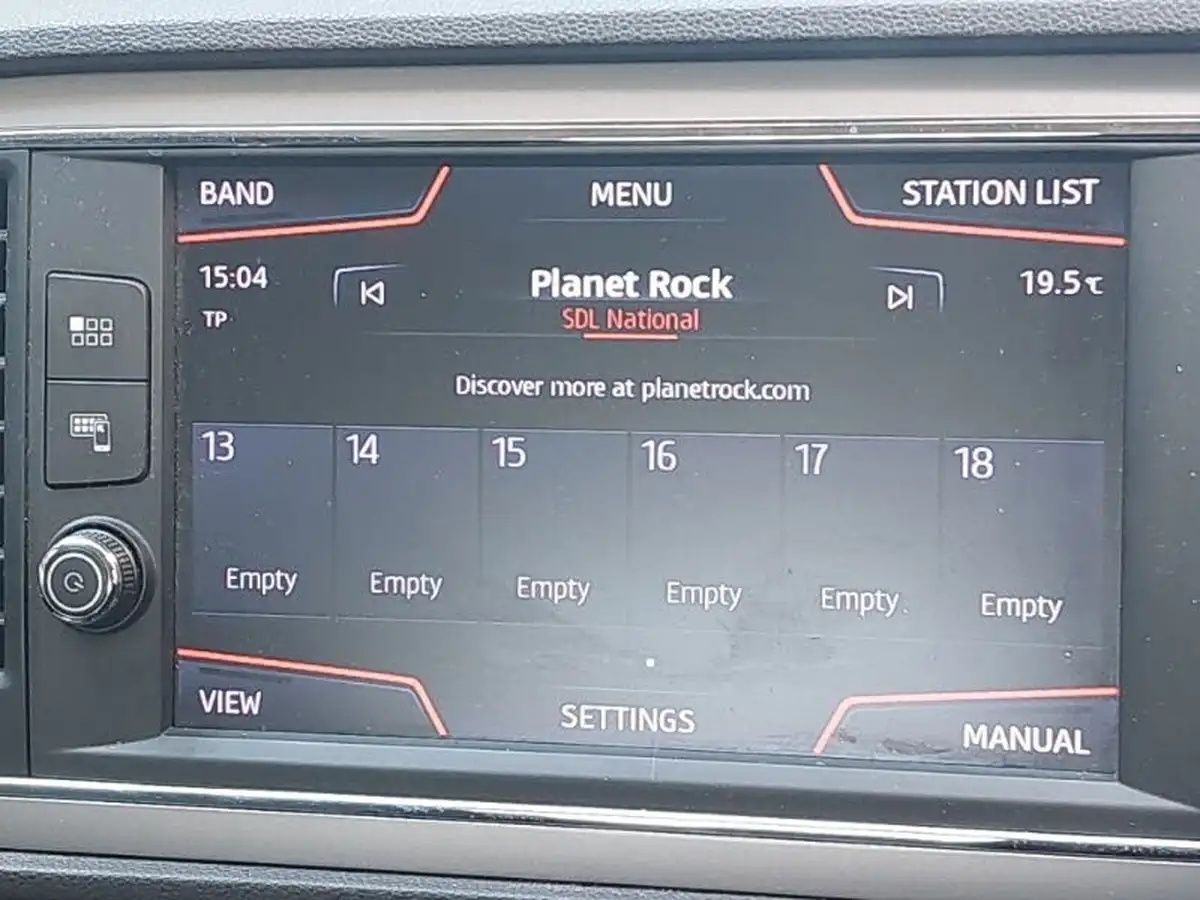 BAND MENU STATION LIST
15:04 Planet Rock 19.5℃
TP SDL National
Discover more at planetrock.com
13 14 15 16 17 18
Empty Empty Empty Empty Empty Empty
VIEW SETTINGS MANUAL